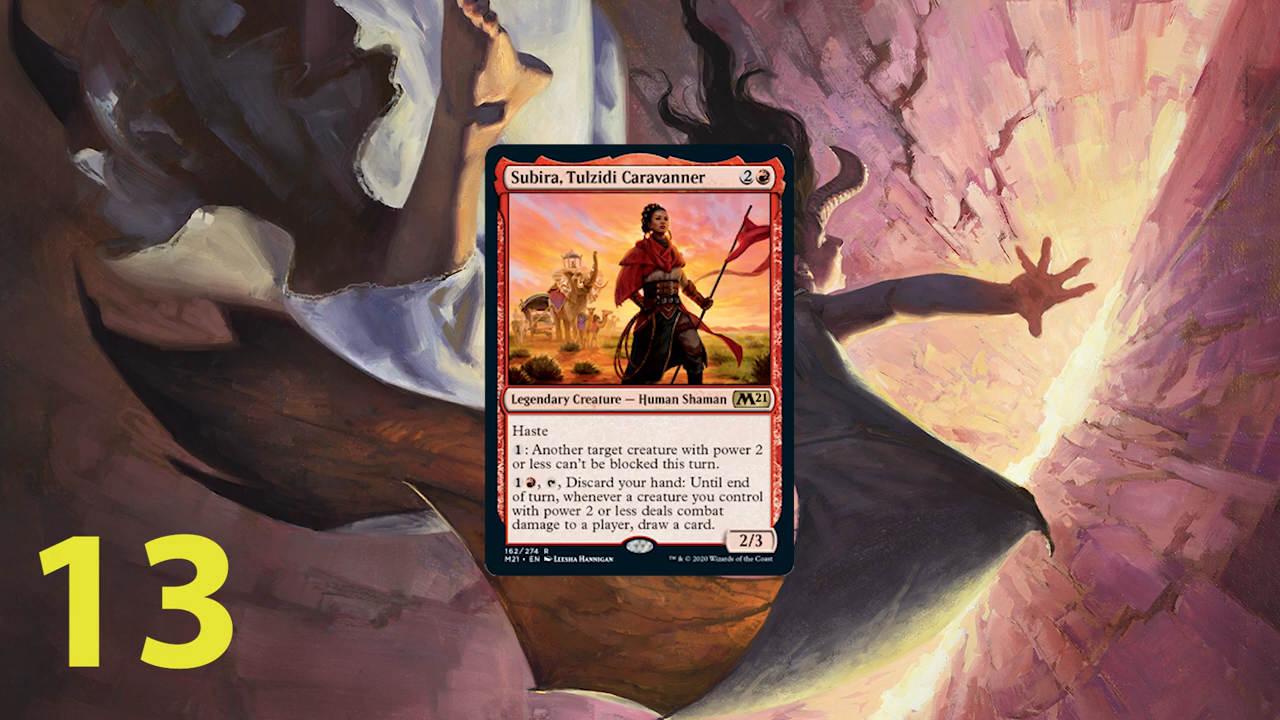 Subira, Tulzidi Caravanner 2
Legendary Creature — Human Shaman M21
Haste
1: Another target creature with power 2
or less can't be blocked this turn.
1 , , Discard your hand: Until end
of turn, whenever a creature you control
with power 2 or less deals combat
damage to a player, draw a card.
2/3
162/274 R
M21 • EN LEESHA HANNIGAN
™ & © 2020 Wizards of the Coast
13